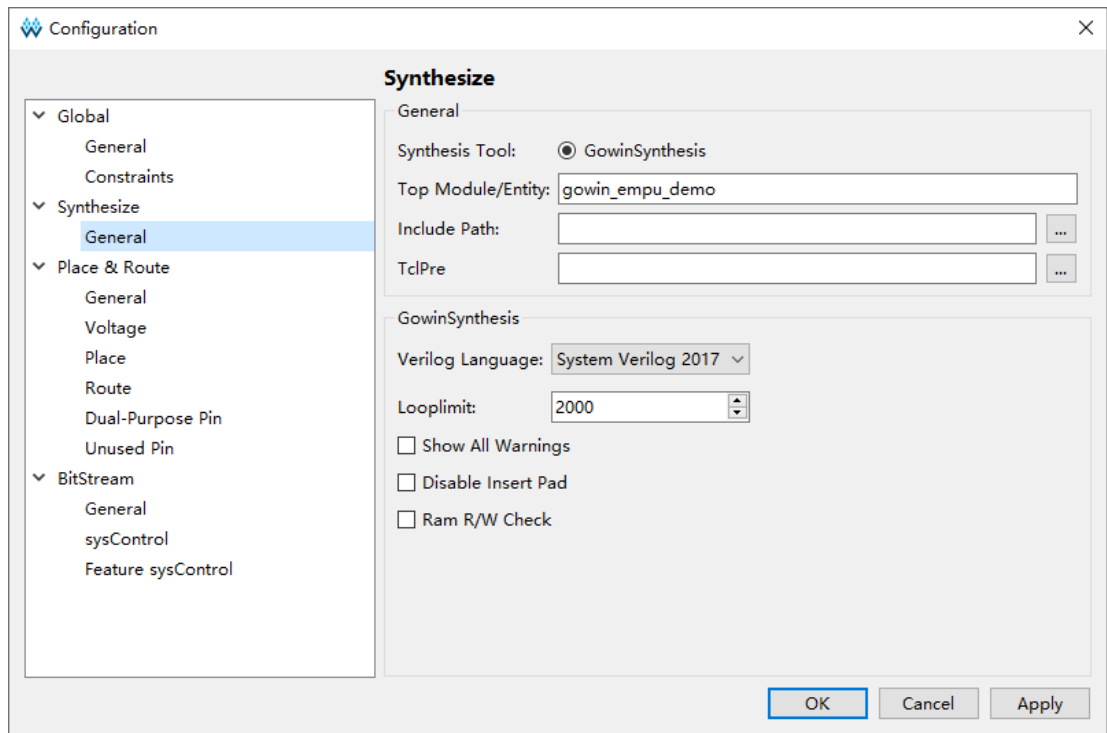 Configuration
Global
General
Constraints
Synthesize
General
Place & Route
General
Voltage
Place
Route
Dual-Purpose Pin
Unused Pin
BitStream
General
sysControl
Feature sysControl
Synthesize
General
Synthesis Tool: GowinSynthesis
Top Module/Entity: gowin_empu_demo
Include Path: ...
TclPre ...
GowinSynthesis
Verilog Language: System Verilog 2017
Looplimit: 2000
Show All Warnings
Disable Insert Pad
Ram R/W Check
OK Cancel Apply